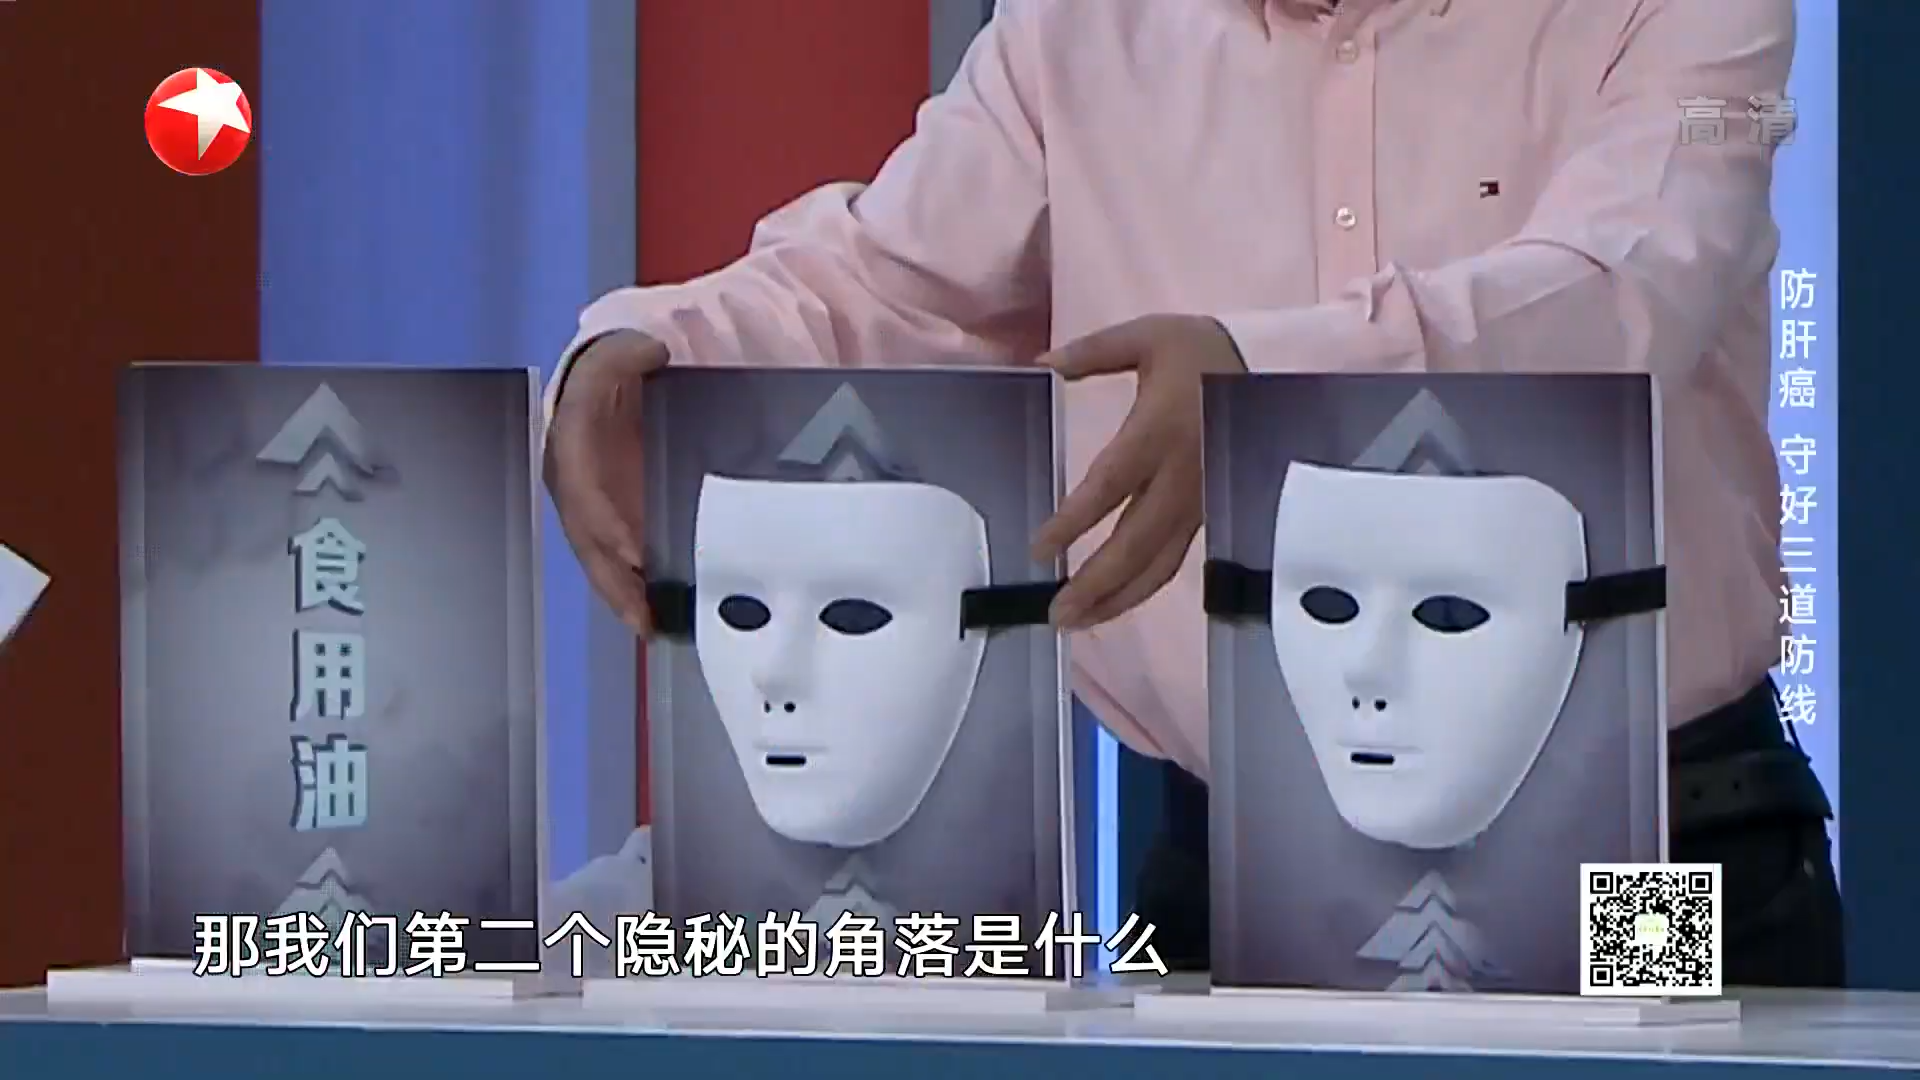 高清
防肝癌 守好三道防线
食用油
那我们第二个隐秘的角落是什么